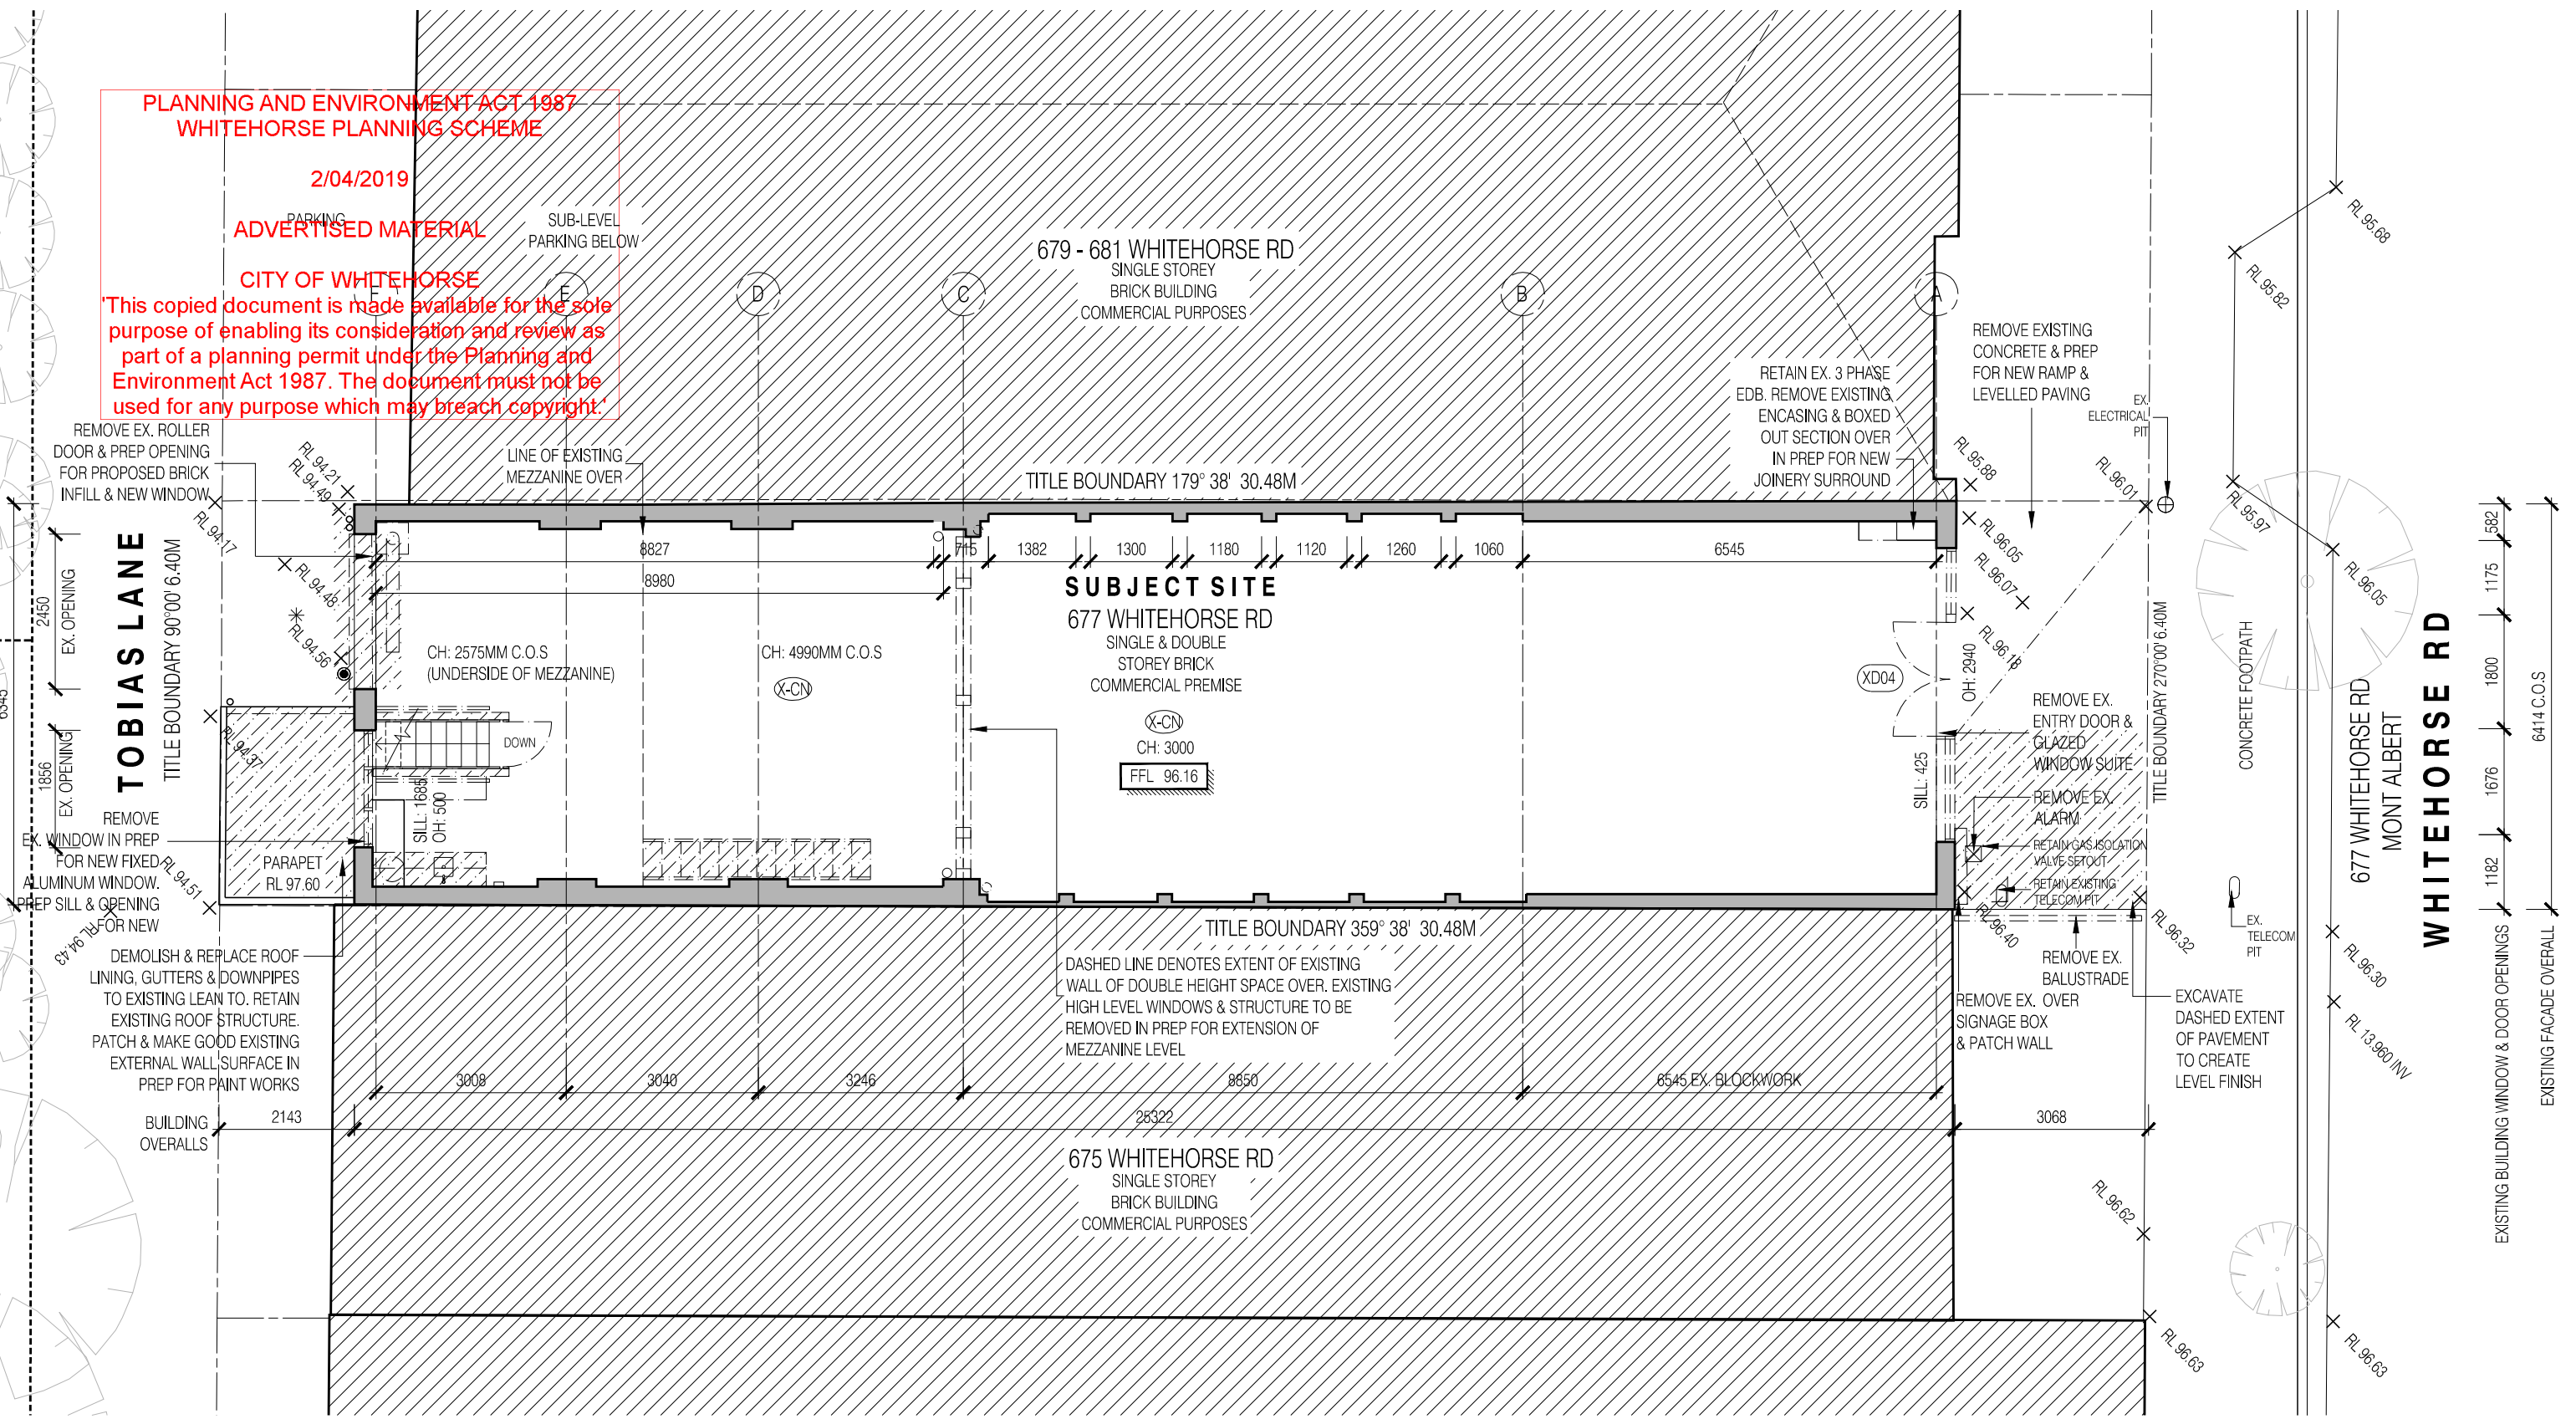 PLANNING AND ENVIRONMENT ACT 1987
WHITEHORSE PLANNING SCHEME
2/04/2019
ADVERTISED MATERIAL
CITY OF WHITEHORSE
'This copied document is made available for the sole
purpose of enabling its consideration and review as
part of a planning permit under the Planning and
Environment Act 1987. The document must not be
used for any purpose which may breach copyright.'
PARKING
SUB-LEVEL
PARKING BELOW
679 - 681 WHITEHORSE RD
SINGLE STOREY
BRICK BUILDING
COMMERCIAL PURPOSES
F
E
D
C
B
A
REMOVE EX. ROLLER
DOOR & PREP OPENING
FOR PROPOSED BRICK
INFILL & NEW WINDOW
LINE OF EXISTING
MEZZANINE OVER
TITLE BOUNDARY 179° 38' 30.48M
RETAIN EX. 3 PHASE
EDB. REMOVE EXISTING
ENCASING & BOXED
OUT SECTION OVER
IN PREP FOR NEW
JOINERY SURROUND
REMOVE EXISTING
CONCRETE & PREP
FOR NEW RAMP &
LEVELLED PAVING
EX.
ELECTRICAL
PIT
RL 95.68
RL 95.82
RL 95.97
RL 96.05
RL 95.88
RL 96.01
RL 96.05
RL 96.07
RL 96.18
RL 94.21
RL 94.49
RL 94.17
RL 94.48
RL 94.56
RL 94.37
RL 94.51
RL 94.43
6345
2450
EX. OPENING
1856
EX. OPENING
TOBIAS LANE
TITLE BOUNDARY 90°00' 6.40M
8827
715
1382
1300
1180
1120
1260
1060
6545
8980
SUBJECT SITE
677 WHITEHORSE RD
SINGLE & DOUBLE
STOREY BRICK
COMMERCIAL PREMISE
X-CN
CH: 3000
FFL 96.16
CH: 2575MM C.O.S
(UNDERSIDE OF MEZZANINE)
CH: 4990MM C.O.S
X-CN
DOWN
SILL: 1685
OH: 500
XD04
OH: 2940
SILL: 425
REMOVE EX.
ENTRY DOOR &
GLAZED
WINDOW SUITE
REMOVE EX.
ALARM
RETAIN GAS ISOLATION
VALVE SETOUT
RETAIN EXISTING
TELECOM PIT
TITLE BOUNDARY 270°00' 6.40M
CONCRETE FOOTPATH
677 WHITEHORSE RD
MONT ALBERT
WHITEHORSE RD
582
1175
1800
1676
1182
6414 C.O.S
EXISTING BUILDING WINDOW & DOOR OPENINGS
EXISTING FACADE OVERALL
REMOVE
EX. WINDOW IN PREP
FOR NEW FIXED
ALUMINUM WINDOW.
PREP SILL & OPENING
FOR NEW
PARAPET
RL 97.60
DEMOLISH & REPLACE ROOF
LINING, GUTTERS & DOWNPIPES
TO EXISTING LEAN TO. RETAIN
EXISTING ROOF STRUCTURE.
PATCH & MAKE GOOD EXISTING
EXTERNAL WALL SURFACE IN
PREP FOR PAINT WORKS
TITLE BOUNDARY 359° 38' 30.48M
DASHED LINE DENOTES EXTENT OF EXISTING
WALL OF DOUBLE HEIGHT SPACE OVER. EXISTING
HIGH LEVEL WINDOWS & STRUCTURE TO BE
REMOVED IN PREP FOR EXTENSION OF
MEZZANINE LEVEL
RL 96.40
RL 96.32
REMOVE EX.
BALUSTRADE
REMOVE EX. OVER
SIGNAGE BOX
& PATCH WALL
EXCAVATE
DASHED EXTENT
OF PAVEMENT
TO CREATE
LEVEL FINISH
EX.
TELECOM
PIT
RL 96.30
RL 13.960 INV
3008
3040
3246
8850
6545 EX. BLOCKWORK
BUILDING
OVERALLS
2143
25322
3068
675 WHITEHORSE RD
SINGLE STOREY
BRICK BUILDING
COMMERCIAL PURPOSES
RL 96.62
RL 96.63
RL 96.63